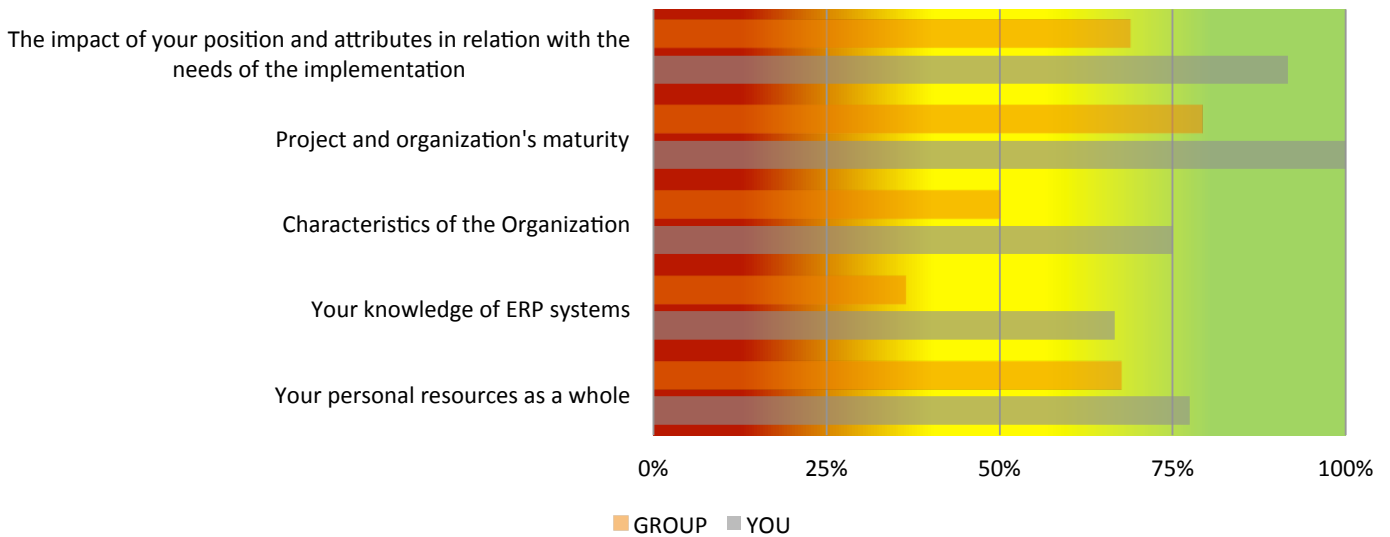 The impact of your position and attributes in relation with the
needs of the implementation
Project and organization's maturity
Characteristics of the Organization
Your knowledge of ERP systems
Your personal resources as a whole
0%
25%
50%
75%
100%
GROUP
YOU